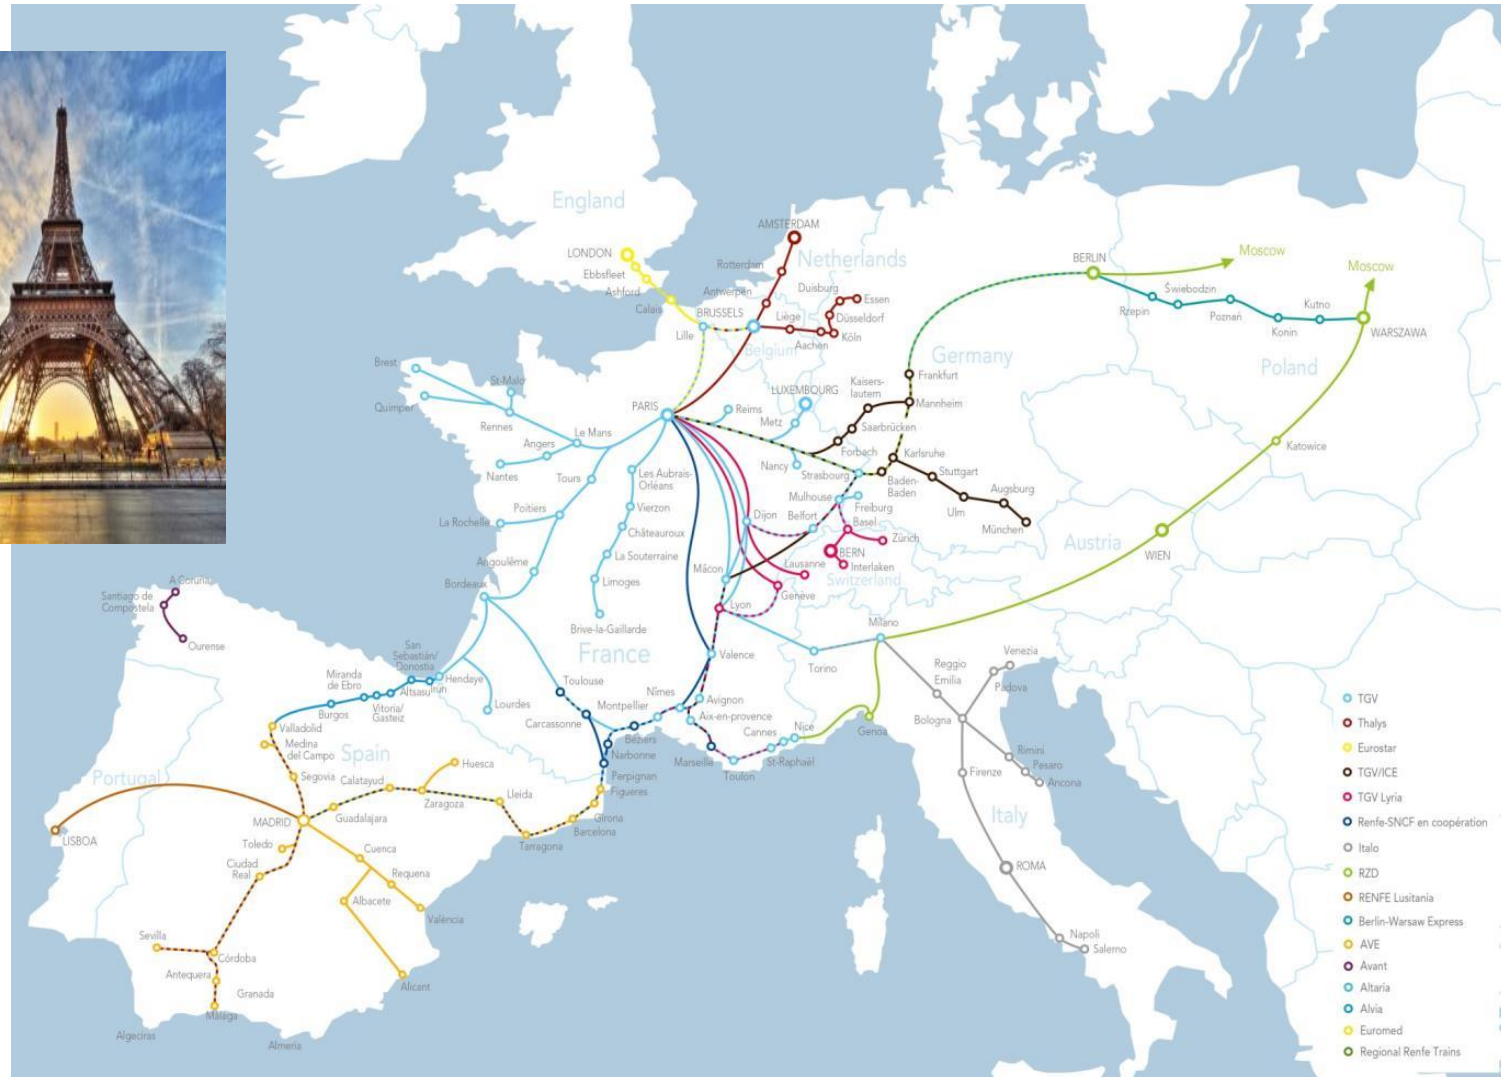 England
LONDON
Ebbsfleet
Ashford
Calais
Lille
AMSTERDAM
Rotterdam
Netherlands
Antwerpen
BRUSSELS
Duisburg
Essen
Liège
Düsseldorf
Aachen
Köln
Belgium
BERLIN
Moscow
Moscow
Świebodzin
Rzepin
Poznań
Kutno
Konin
WARSZAWA
Poland
Germany
Frankfurt
Kaisers-
lautern
Mannheim
LUXEMBOURG
Brest
St-Malo
Quimper
Rennes
PARIS
Reims
Metz
Saarbrücken
Le Mans
Angers
Nantes
Tours
Les Aubrais-
Orléans
Nancy
Forbach
Strasbourg
Karlsruhe
Baden-
Baden
Stuttgart
Augsburg
Ulm
München
Katowice
Poitiers
La Rochelle
Vierzon
Châteauroux
Mulhouse
Freiburg
Dijon
Belfort
Basel
Zürich
BERN
Interlaken
Austria
WIEN
La Souterraine
Angoulême
Bordeaux
Limoges
Mâcon
Lausanne
Switzerland
Genève
Lyon
Brive-la-Gaillarde
Milano
Torino
A Coruña
Santiago de
Compostela
Ourense
San
Sebastián/
Donostia
Hendaye
Irun
Altsasu
Miranda
de Ebro
Vitoria/
Gasteiz
Burgos
France
Valence
Toulouse
Nîmes
Montpellier
Avignon
Lourdes
Carcassonne
Aix-en-provence
Cannes
Nice
Béziers
Narbonne
Marseille
Toulon
St-Raphaël
Genoa
Reggio
Emilia
Venezia
Padova
Bologna
Rimini
Pesaro
Ancona
Firenze
Italy
ROMA
Napoli
Salerno
Valladolid
Medina
del Campo
Spain
Segovia
Calatayud
Huesca
Perpignan
Figueres
Portugal
Zaragoza
Lleida
Girona
Barcelona
Tarragona
MADRID
Guadalajara
LISBOA
Toledo
Ciudad
Real
Cuenca
Requena
Albacete
València
Sevilla
Córdoba
Antequera
Granada
Alicant
Málaga
Algeciras
Almeria
TGV
Thalys
Eurostar
TGV/ICE
TGV Lyria
Renfe-SNCF en coopération
Italo
RZD
RENFE Lusitania
Berlin-Warsaw Express
AVE
Avant
Altaria
Alvia
Euromed
Regional Renfe Trains